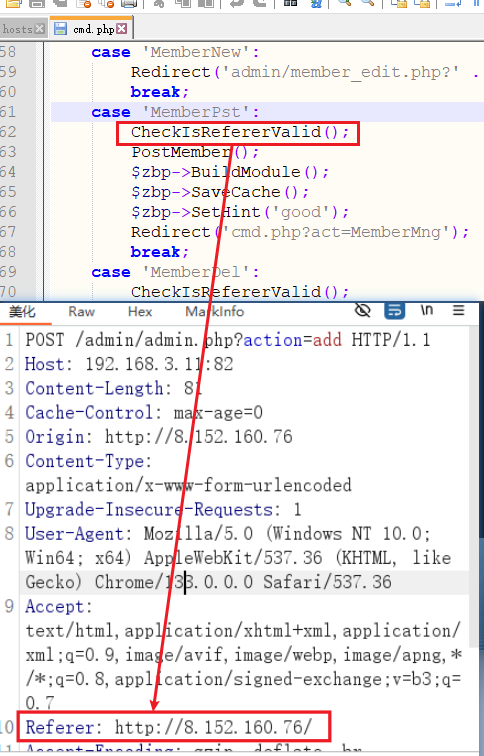 hosts cmd.php
58 case 'MemberNew':
59 Redirect('admin/member_edit.php?' .
60 break;
61 case 'MemberPst':
62 CheckIsRefererValid();
63 PostMember();
64 $zbp->BuildModule();
65 $zbp->SaveCache();
66 $zbp->SetHint('good');
67 Redirect('cmd.php?act=MemberMng');
68 break;
69 case 'MemberDel':
70 CheckIsRefererValid();
美化 Raw Hex MarkInfo \n
1 POST /admin/admin.php?action=add HTTP/1.1
2 Host: 192.168.3.11:82
3 Content-Length: 81
4 Cache-Control: max-age=0
5 Origin: http://8.152.160.76
6 Content-Type:
application/x-www-form-urlencoded
7 Upgrade-Insecure-Requests: 1
8 User-Agent: Mozilla/5.0 (Windows NT 10.0;
Win64; x64) AppleWebKit/537.36 (KHTML, like
Gecko) Chrome/133.0.0.0 Safari/537.36
9 Accept:
text/html,application/xhtml+xml,application/
xml;q=0.9,image/avif,image/webp,image/apng,*
/*;q=0.8,application/signed-exchange;v=b3;q=
0.7
10 Referer: http://8.152.160.76/
Accept-Encoding: gzip, deflate, br